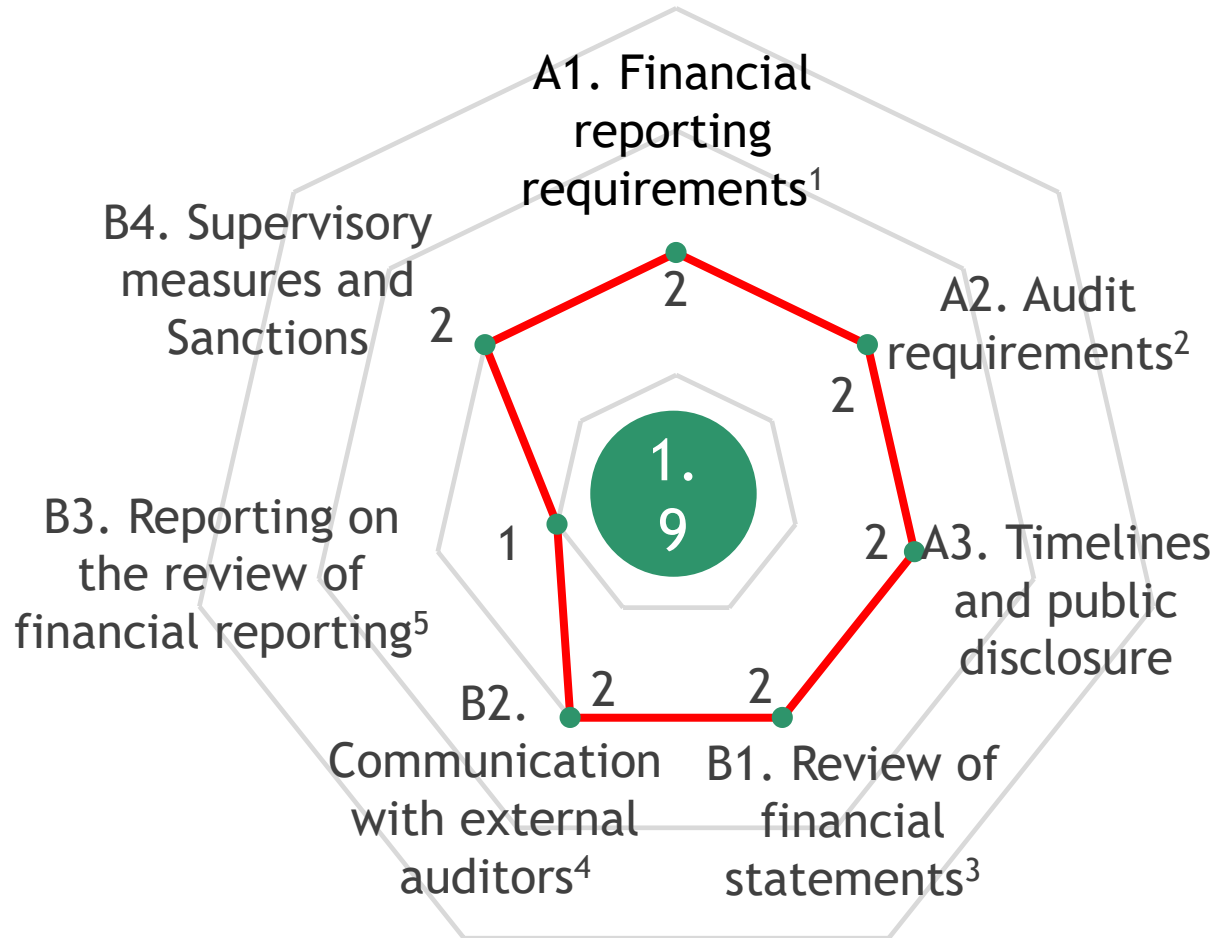 A1. Financial
reporting
requirements¹
2
A2. Audit
requirements²
2
A3. Timelines
and public
disclosure
2
B1. Review of
financial
statements³
2
B2.
Communication
with external
auditors⁴
2
B3. Reporting on
the review of
financial reporting⁵
1
B4. Supervisory
measures and
Sanctions
2
1.
9